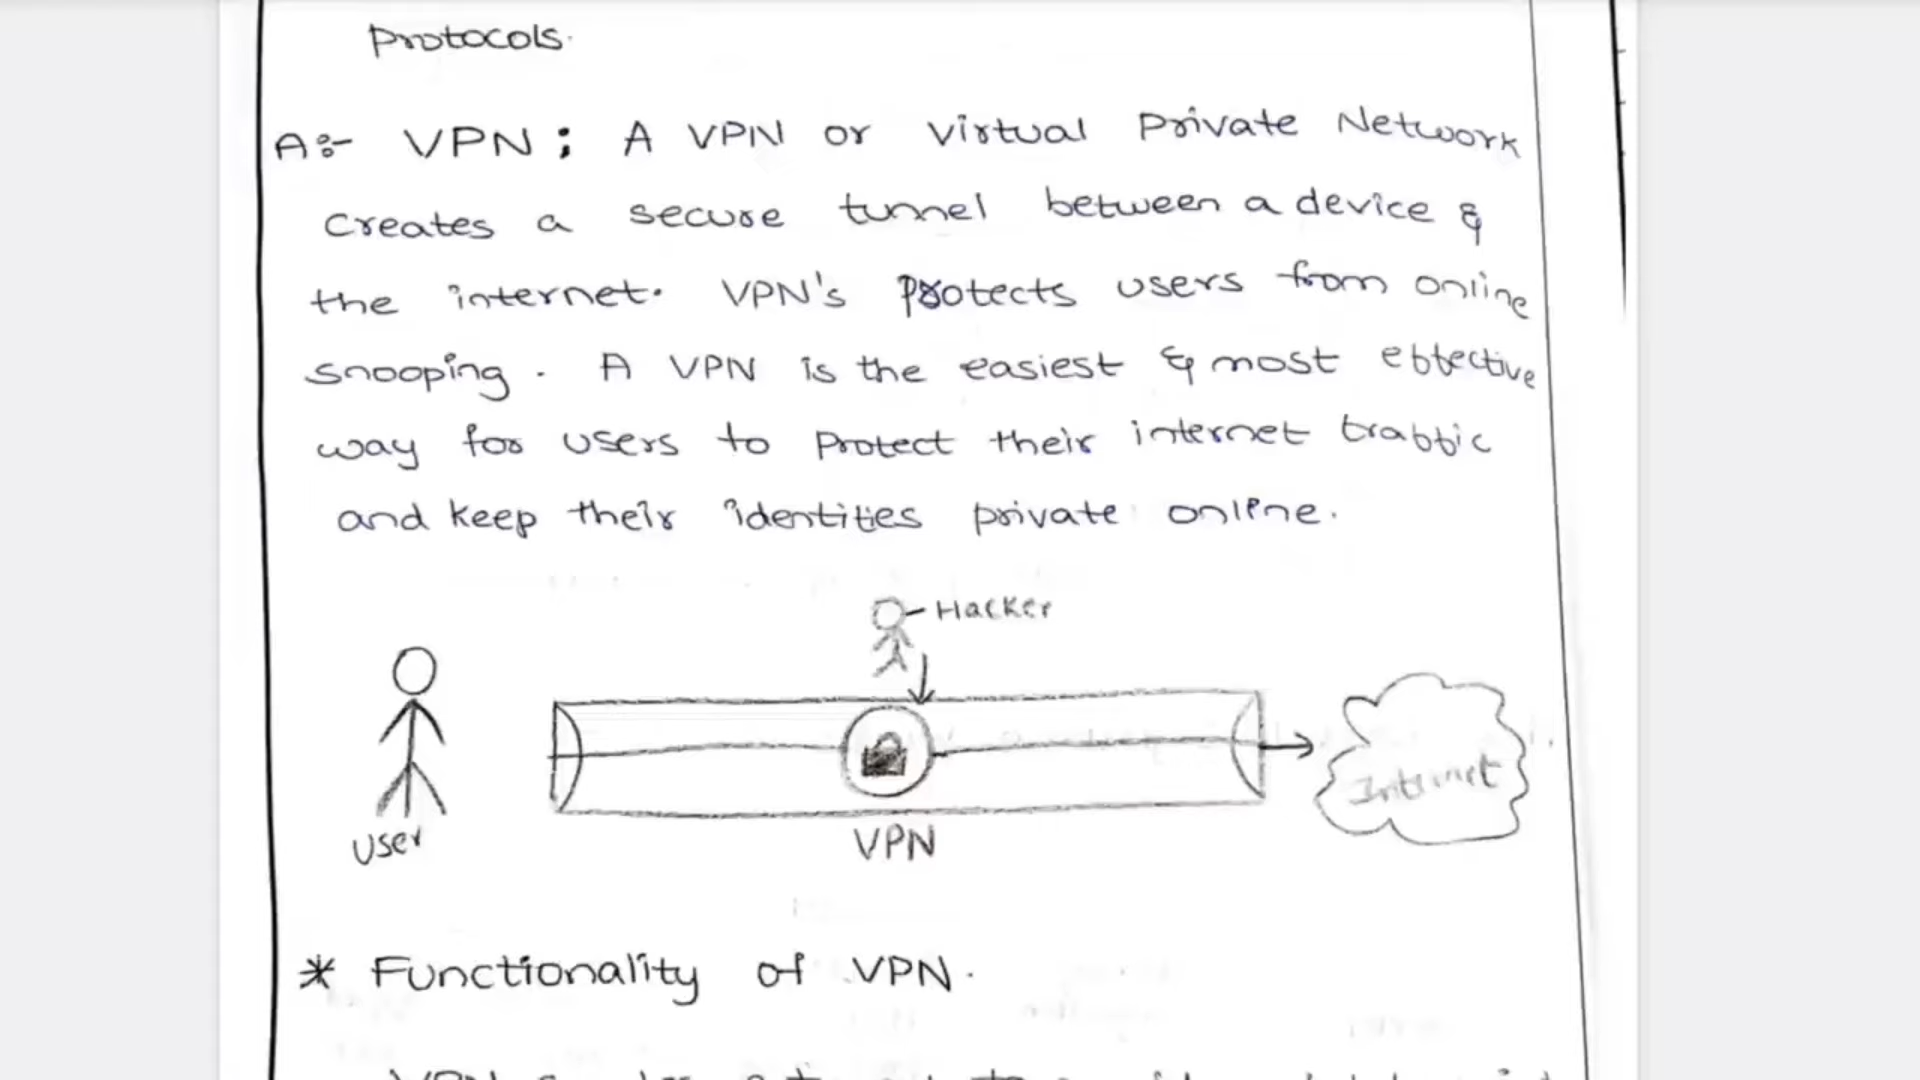 Protocols.
A:- VPN; A VPN or Virtual Private Network
Creates a secure tunnel between a device &
the internet. VPN's protects users from online
snooping. A VPN is the easiest & most effective
way for users to protect their internet traffic
and keep their identities private online.
Hacker
Internet
User
VPN
* Functionality of VPN.